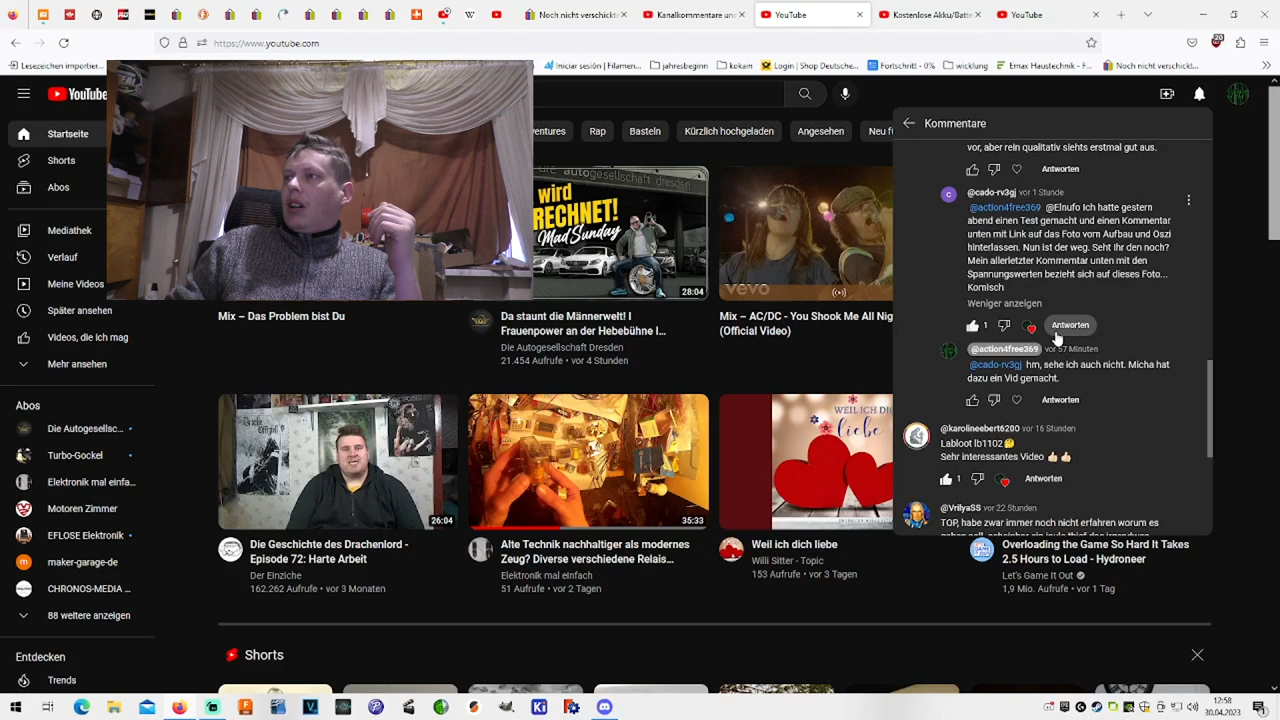 Noch nicht verschickt
Kanalkommentare un
YouTube
Kostenlose Akku/Batte
YouTube
https://www.youtube.com
20
Lesezeichen importier...
Iniciar sesión | Filamen...
jahresbeginn
kokain
Login | Shop Deutsche...
Fortschritt - 0%
wicklung
Emax Haustechnik - F...
Noch nicht verschickt...
YouTube
Startseite
Shorts
Abos
Mediathek
Verlauf
Meine Videos
Später ansehen
Videos, die ich mag
Mehr ansehen
Abos
Die Autogesellsc...
Turbo-Gockel
Elektronik mal einfa...
Motoren Zimmer
EFLOSE Elektronik
maker-garage.de
CHRONOS-MEDIA ...
88 weitere anzeigen
Entdecken
Trends
entures
Rap
Basteln
Kürzlich hochgeladen
Angesehen
Neu f
die autogesellschaft dresden
wird
RECHNET!
MadSunday
28:04
vevo
Mix – Das Problem bist Du
Da staunt die Männerwelt! I
Frauenpower an der Hebebühne I...
Die Autogesellschaft Dresden
21.454 Aufrufe • vor 4 Stunden
Mix – AC/DC - You Shook Me All Nig
(Official Video)
26:04
35:33
WEIL ICH DIC
liebe
Die Geschichte des Drachenlord -
Episode 72: Harte Arbeit
Der Einzige
162.262 Aufrufe • vor 3 Monaten
Alte Technik nachhaltiger als modernes
Zeug? Diverse verschiedene Relais...
Elektronik mal einfach
51 Aufrufe • vor 2 Tagen
Weil ich dich liebe
Willi Sitter - Topic
153 Aufrufe • vor 3 Tagen
Overloading the Game So Hard It Takes
2.5 Hours to Load - Hydroneer
Let's Game It Out
1,9 Mio. Aufrufe • vor 1 Tag
Shorts
Kommentare
vor, aber rein qualitativ siehts erstmal gut aus.
Antworten
@cado-rv3gj vor 1 Stunde
@action4free369 @Elnufo Ich hatte gestern
abend einen Test gemacht und einen Kommentar
unten mit Link auf das Foto vom Aufbau und Oszi
hinterlassen. Nun ist der weg. Seht Ihr den noch?
Mein allerletzter Kommentar unten mit den
Spannungswerten bezieht sich auf dieses Foto...
Komisch
Weniger anzeigen
1
Antworten
@action4free369 vor 57 Minuten
@cado-rv3gj hm, sehe ich auch nicht. Micha hat
dazu ein Vid gemacht.
Antworten
@karolineebert6200 vor 16 Stunden
Labloot lb1102🤔
Sehr interessantes Video 👍🏻👍🏻
1
Antworten
@VrilyaSS vor 22 Stunden
TOP, habe zwar immer noch nicht erfahren worum es
12:58
30.04.2023